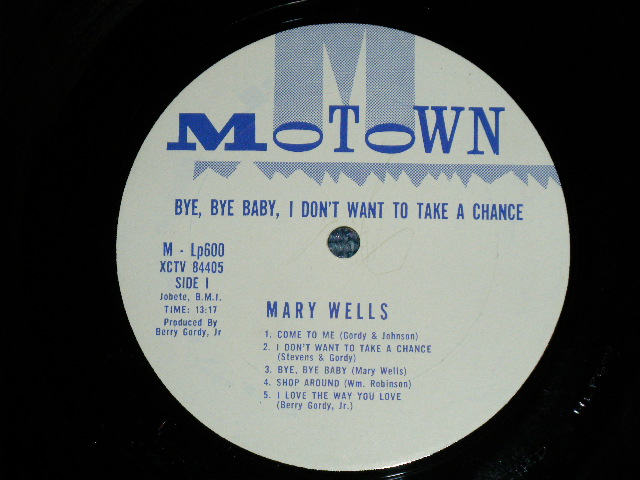 MOTOWN
BYE, BYE BABY, I DON'T WANT TO TAKE A CHANCE
M - Lp600
XCTV 84405
SIDE I
Jobete, B.M.I.
TIME: 13:17
Produced By
Berry Gordy, Jr
MARY WELLS
1. COME TO ME (Gordy & Johnson)
2. I DON'T WANT TO TAKE A CHANCE
(Stevens & Gordy)
3. BYE, BYE BABY (Mary Wells)
4. SHOP AROUND (Wm. Robinson)
5. I LOVE THE WAY YOU LOVE
(Berry Gordy, Jr.)